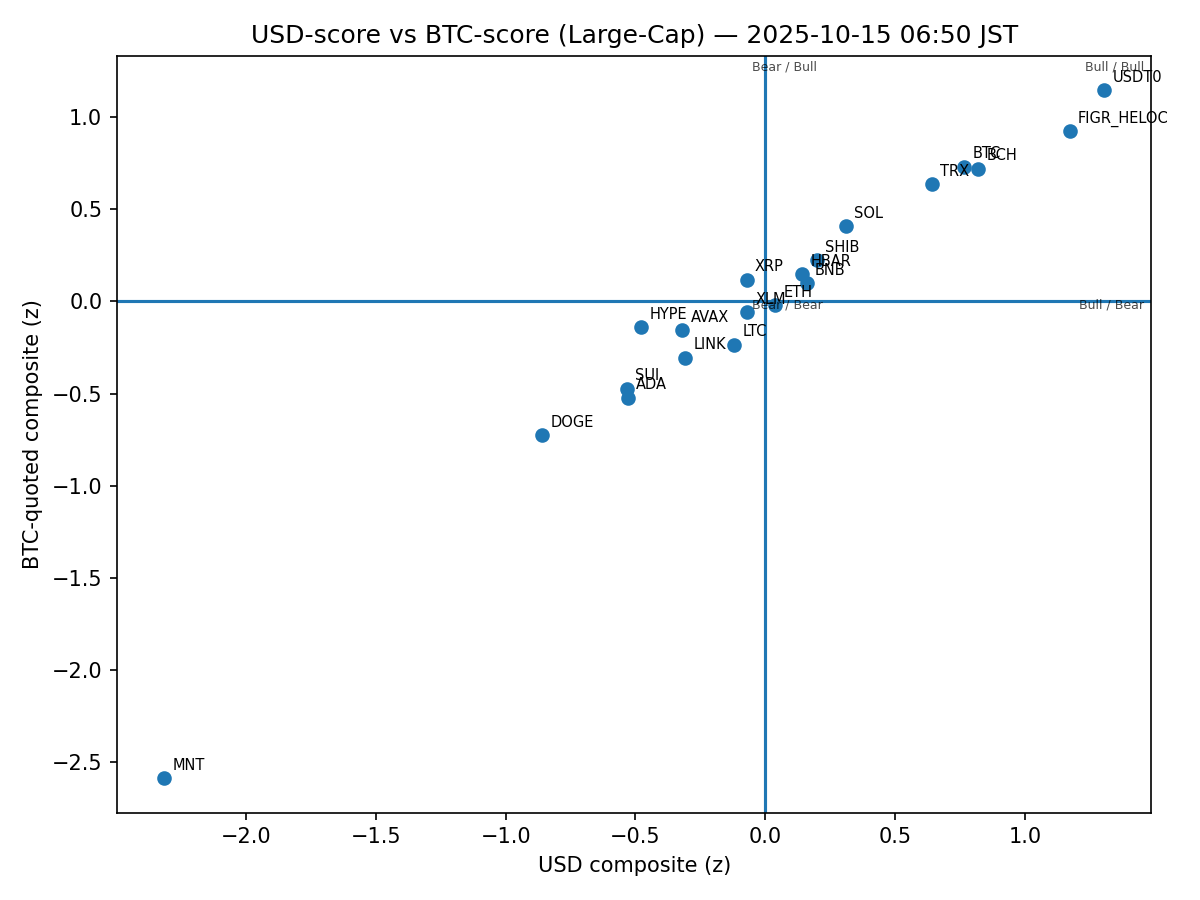 USD-score vs BTC-score (Large-Cap) — 2025-10-15 06:50 JST
Bear / Bull
Bull / Bull
USDT0
FIGR_HELOC
BTC
BCH
TRX
SOL
SHIB
HBAR
BNB
XRP
ETH
XLM
Bear / Bear
Bull / Bear
HYPE
AVAX
LTC
LINK
SUI
ADA
DOGE
MNT
1.0
0.5
0.0
−0.5
−1.0
−1.5
−2.0
−2.5
BTC-quoted composite (z)
−2.0
−1.5
−1.0
−0.5
0.0
0.5
1.0
USD composite (z)